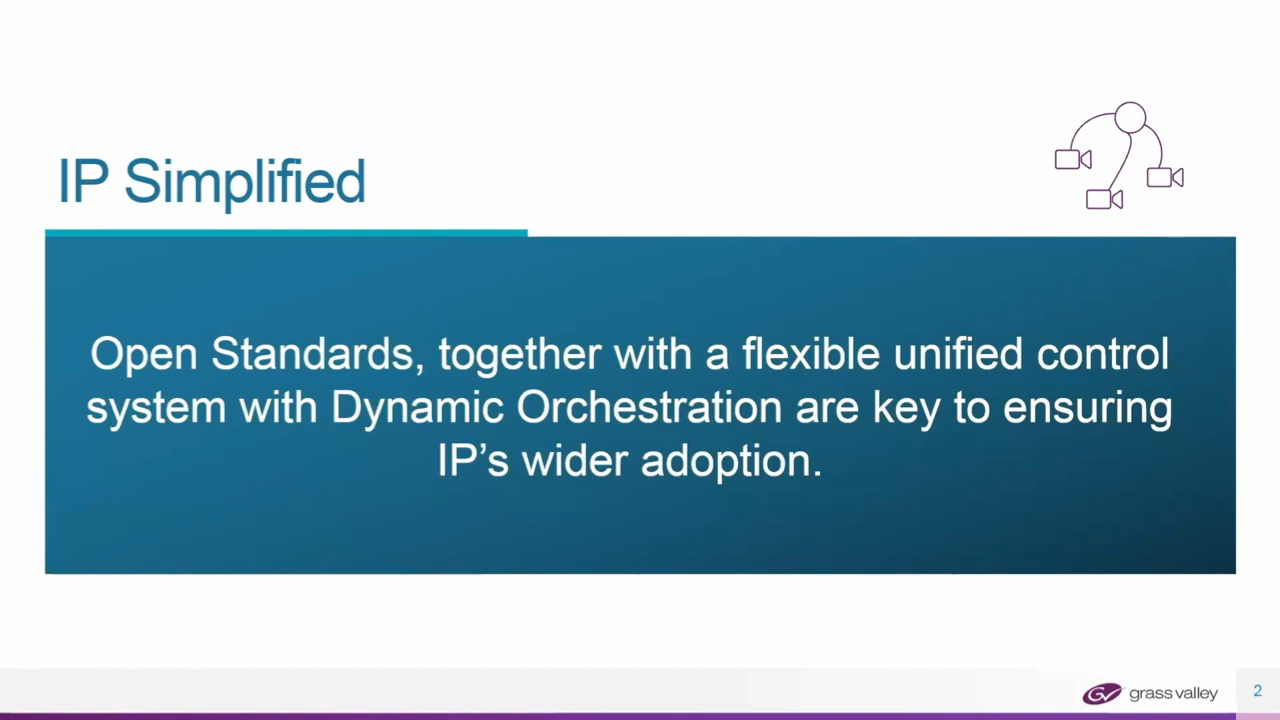 IP Simplified
Open Standards, together with a flexible unified control
system with Dynamic Orchestration are key to ensuring
IP’s wider adoption.
GV grass valley
2